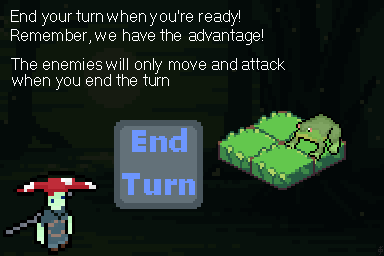 End your turn when you're ready!
Remember, we have the advantage!
The enemies will only move and attack
when you end the turn
End
Turn